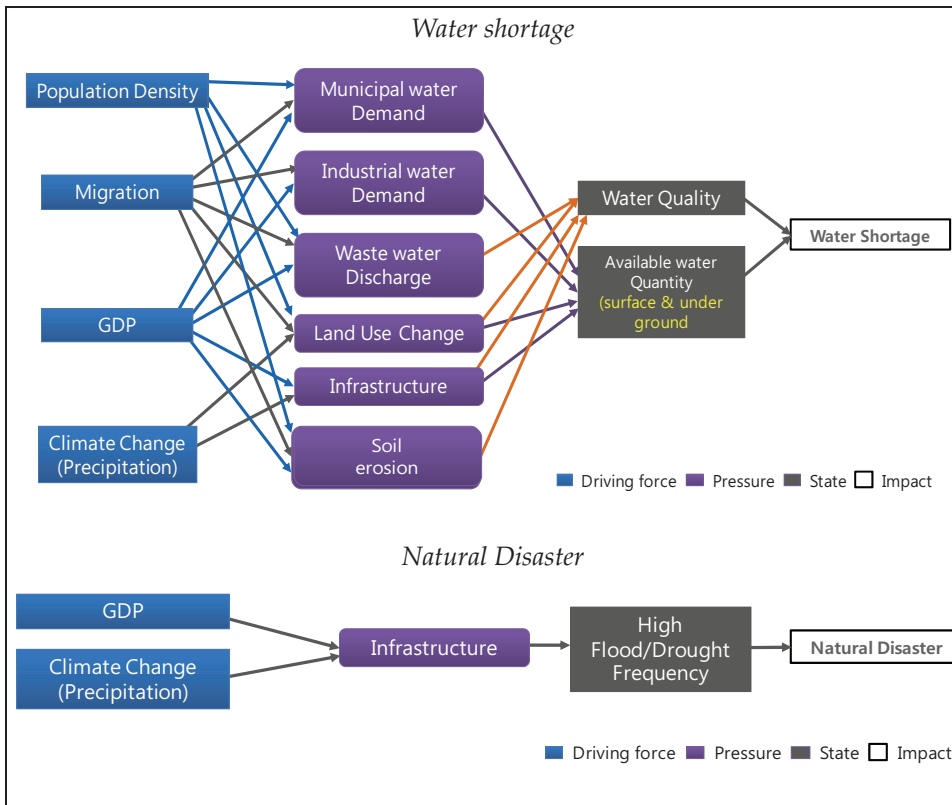 Water shortage
Population Density
Migration
GDP
Climate Change
(Precipitation)
Municipal water
Demand
Industrial water
Demand
Waste water
Discharge
Land Use Change
Infrastructure
Soil
erosion
Water Quality
Available water
Quantity
(surface & under
ground
Water Shortage
Driving force Pressure State Impact
Natural Disaster
GDP
Climate Change
(Precipitation)
Infrastructure
High
Flood/Drought
Frequency
Natural Disaster
Driving force Pressure State Impact